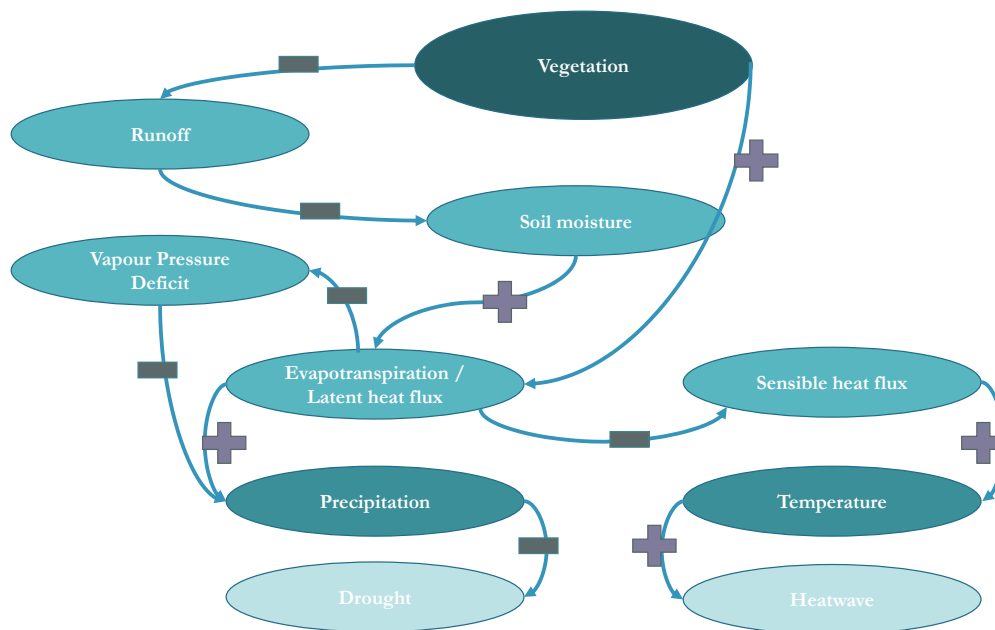 Vegetation
Runoff
Soil moisture
Vapour Pressure
Deficit
Evapotranspiration /
Latent heat flux
Sensible heat flux
Precipitation
Temperature
Drought
Heatwave